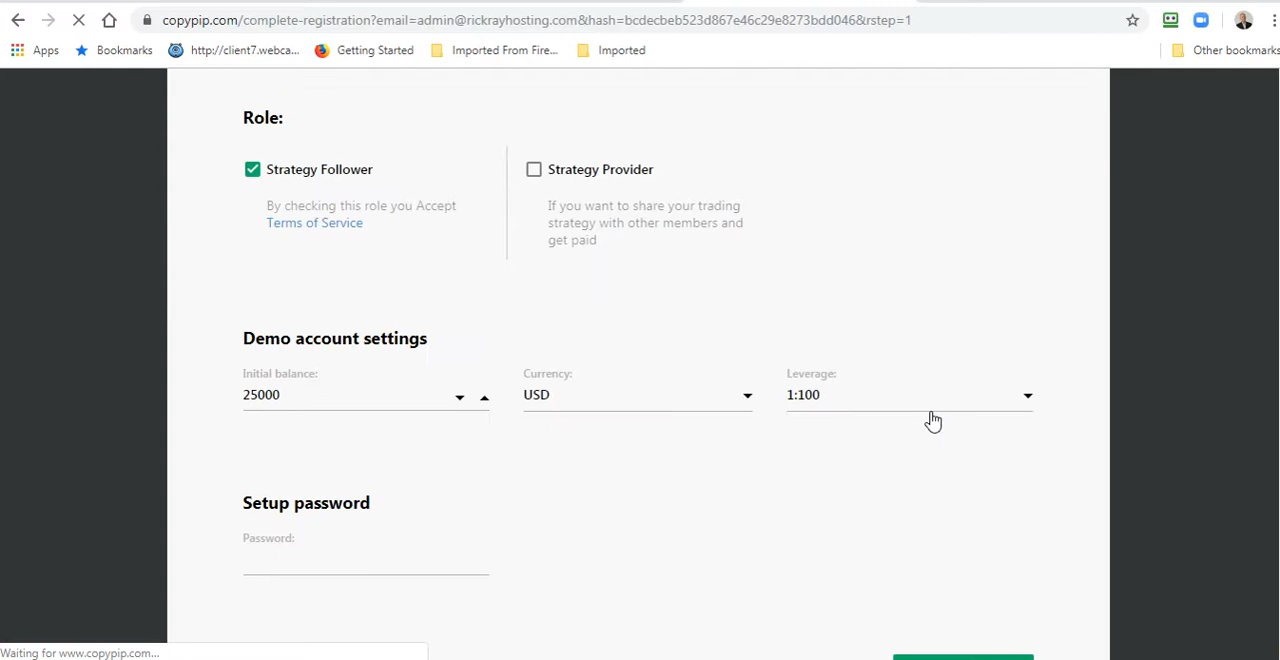 copypip.com/complete-registration?email=admin@rickrayhosting.com&hash=bcdecbeb523d867e46c29e8273bdd046&rstep=1
Apps Bookmarks http://client7.webca... Getting Started Imported From Fire... Imported Other bookmarks
Role:
Strategy Follower Strategy Provider
By checking this role you Accept If you want to share your trading
Terms of Service strategy with other members and
get paid
Demo account settings
Initial balance: Currency: Leverage:
25000 USD 1:100
Setup password
Password:
Waiting for www.copypip.com...